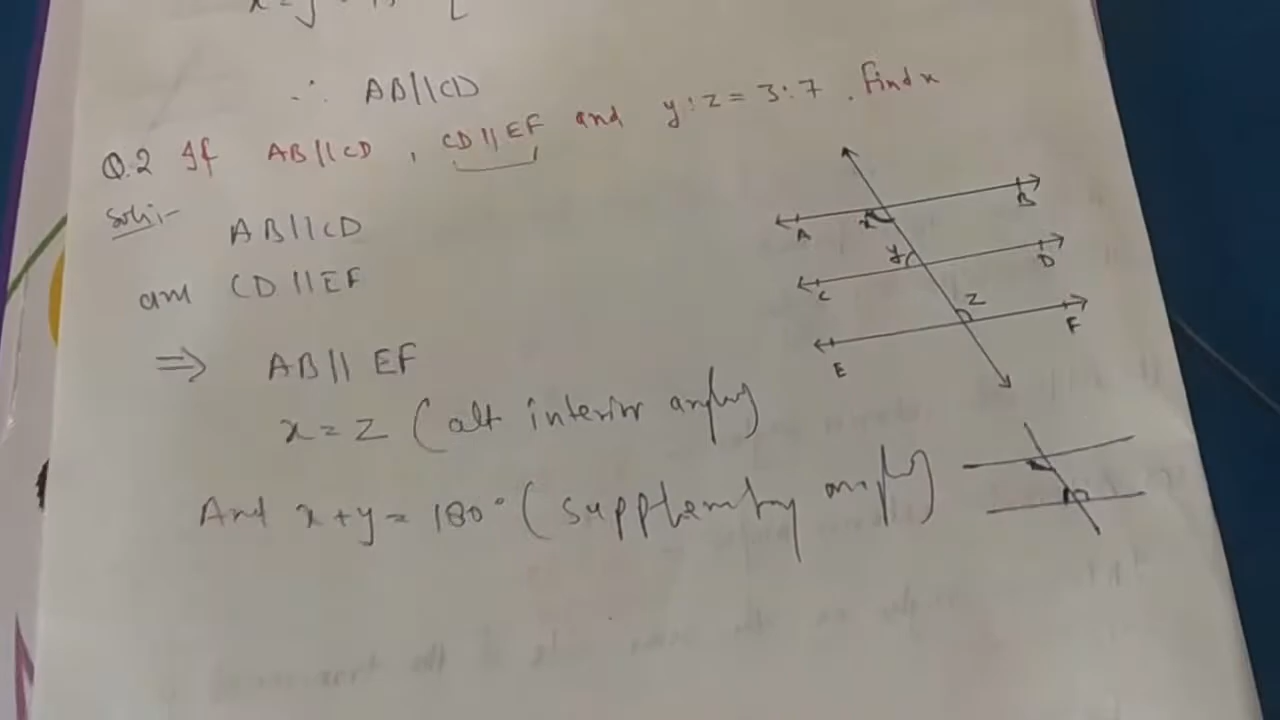 ∴ AB||CD
Q.2 If AB||CD , CD||EF and y:z = 3:7 . Find x
Soln:-
AB||CD
and CD||EF
⇒ AB|| EF
x = z (alt interior angles)
And x+y = 180° (supplementary angles)
A
B
x
y
C
D
z
E
F